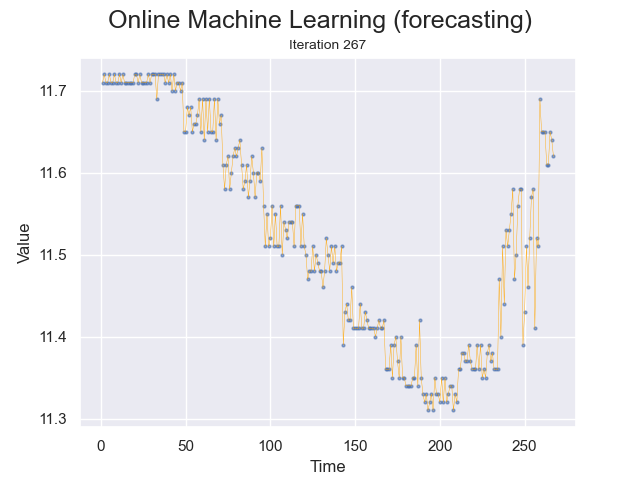 Online Machine Learning (forecasting)
Iteration 267
11.7
11.6
11.5
11.4
11.3
Value
0 50 100 150 200 250
Time